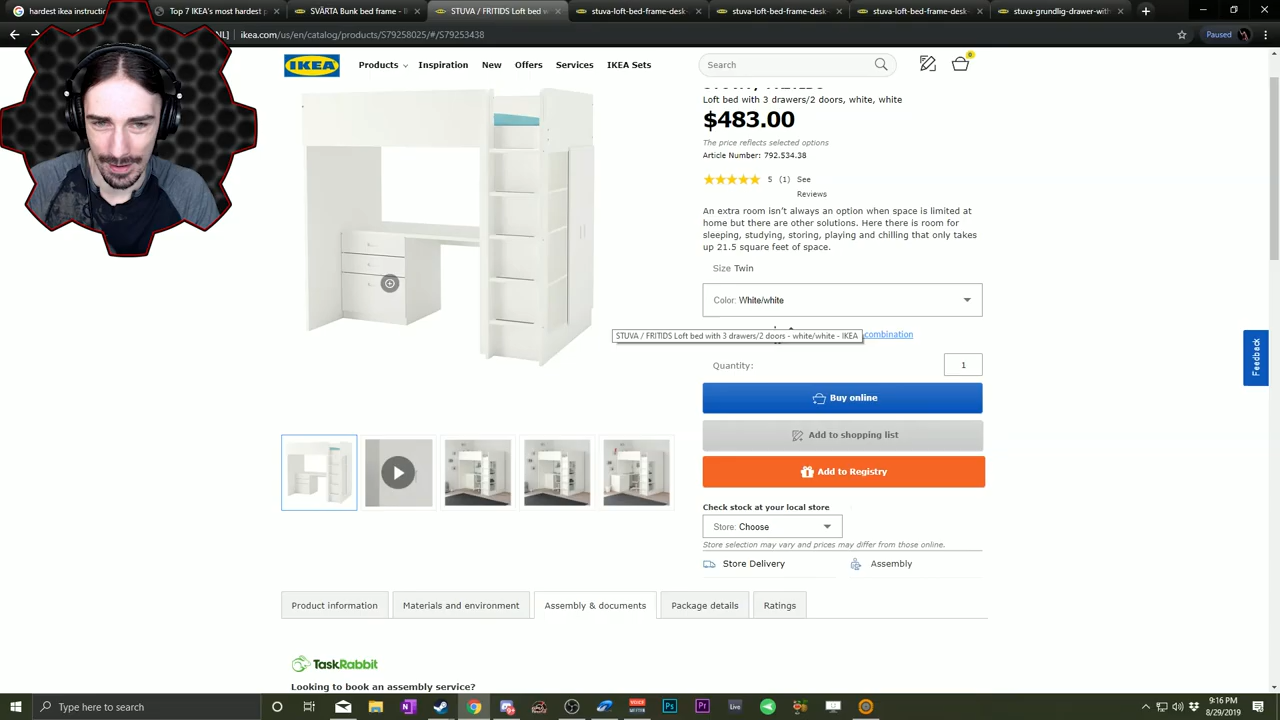 hardest ikea instruction
Top 7 IKEA's most hardest
SVÄRTA Bunk bed frame -
STUVA / FRITIDS Loft bed w
stuva-loft-bed-frame-desk
stuva-loft-bed-frame-desk-
stuva-grundlig-drawer-with
NL] | ikea.com/us/en/catalog/products/S79258025/#/S79253438
Paused
IKEA
Products
Inspiration
New
Offers
Services
IKEA Sets
Search
0
Loft bed with 3 drawers/2 doors, white, white
$483.00
The price reflects selected options
Article Number: 792.534.38
5 (1) See
Reviews
An extra room isn't always an option when space is limited at
home but there are other solutions. Here there is room for
sleeping, studying, storing, playing and chilling that only takes
up 21.5 square feet of space.
Size Twin
Color: White/white
STUVA / FRITIDS Loft bed with 3 drawers/2 doors - white/white - IKEA
combination
Quantity:
1
Buy online
Add to shopping list
Add to Registry
Feedback
Check stock at your local store
Store: Choose
Store selection may vary and prices may differ from those online.
Store Delivery
Assembly
Product information
Materials and environment
Assembly & documents
Package details
Ratings
TaskRabbit
Looking to book an assembly service?
Type here to search
9:16 PM
8/29/2019